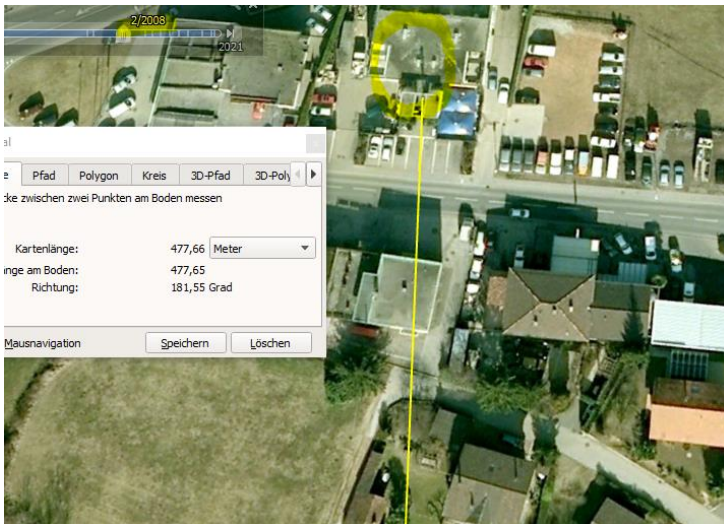 2/2008
2021
al
e Pfad Polygon Kreis 3D-Pfad 3D-Poly
cke zwischen zwei Punkten am Boden messen
Kartenlänge: 477,66 Meter
änge am Boden: 477,65
Richtung: 181,55 Grad
Mausnavigation Speichern Löschen